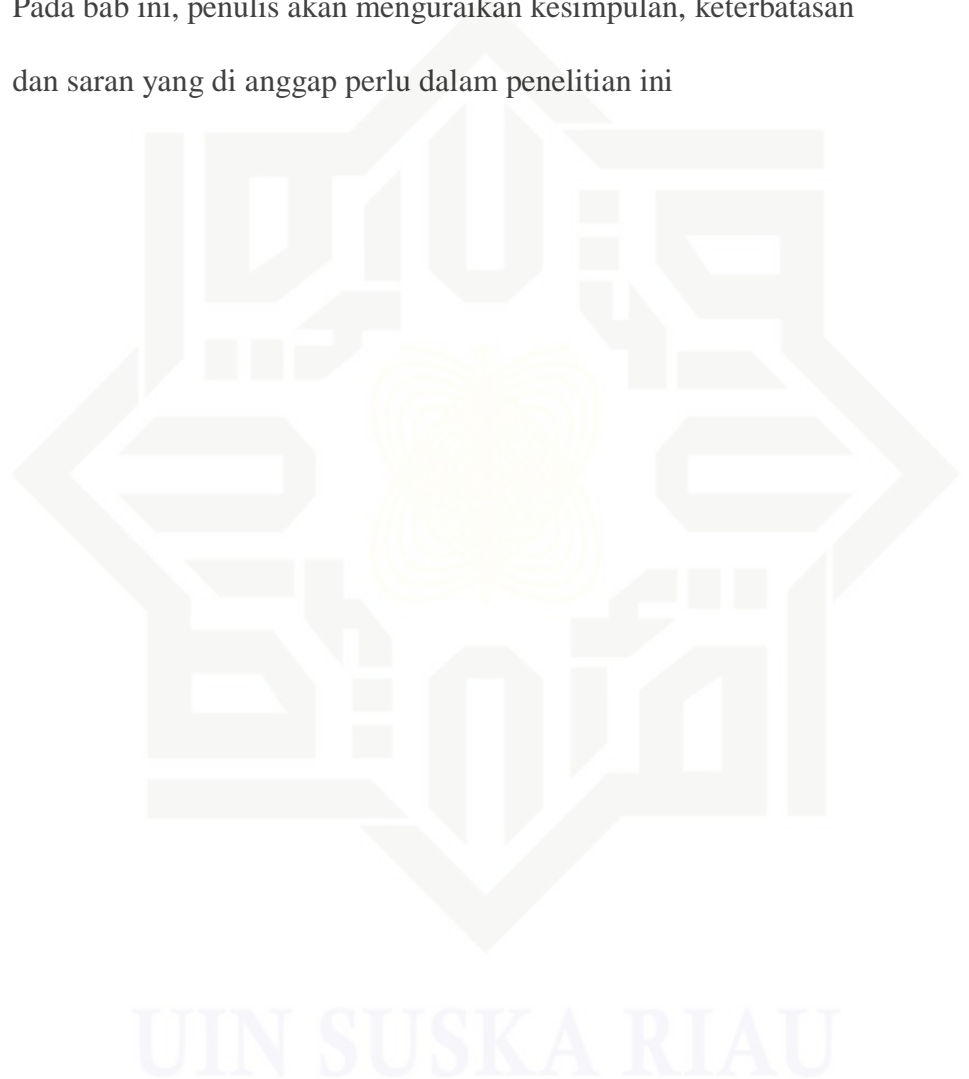 Pada bab ini, penulis akan menguraikan kesimpulan, keterbatasan
dan saran yang di anggap perlu dalam penelitian ini
UIN SUSKA RIAU